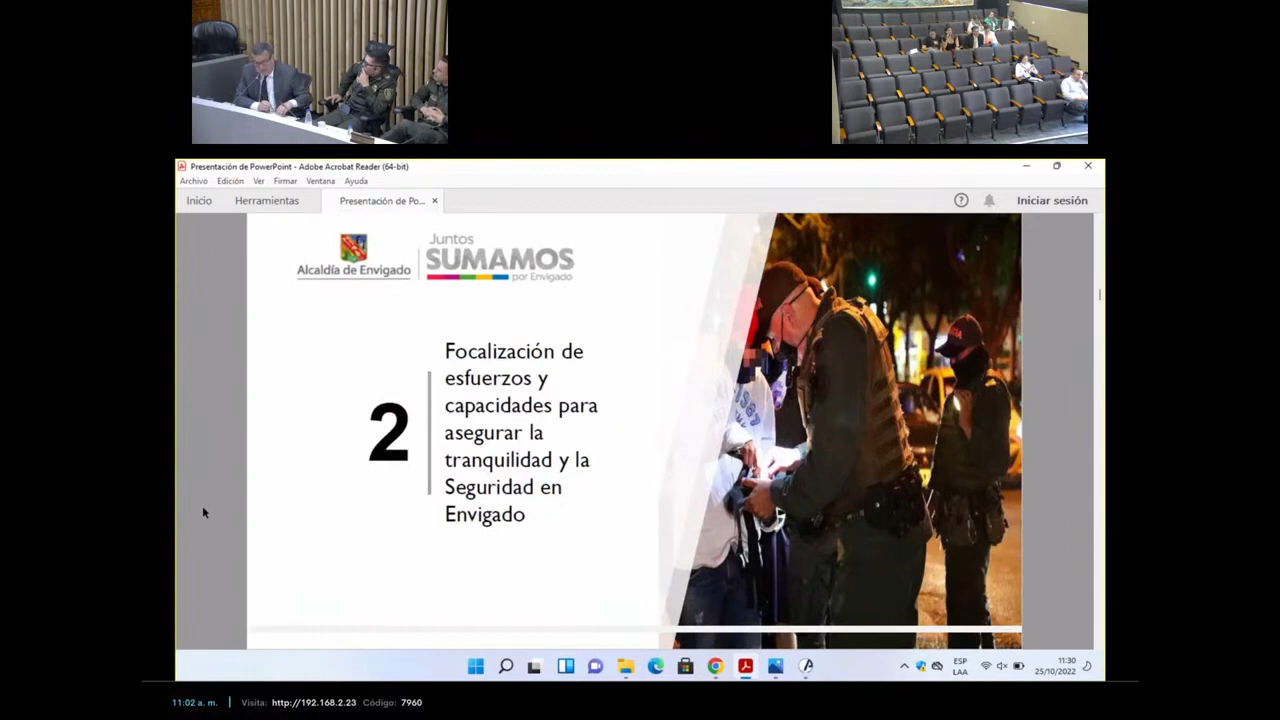 Presentación de PowerPoint - Adobe Acrobat Reader (64-bit)
Archivo Edición Ver Firmar Ventana Ayuda
Inicio Herramientas Presentación de Po... × ? Iniciar sesión
Juntos
SUMAMOS
por Envigado
Alcaldía de Envigado
2
Focalización de
esfuerzos y
capacidades para
asegurar la
tranquilidad y la
Seguridad en
Envigado
ESP
LAA
11:30
25/10/2022
11:02 a. m. | Visita: http://192.168.2.23 Código: 7960